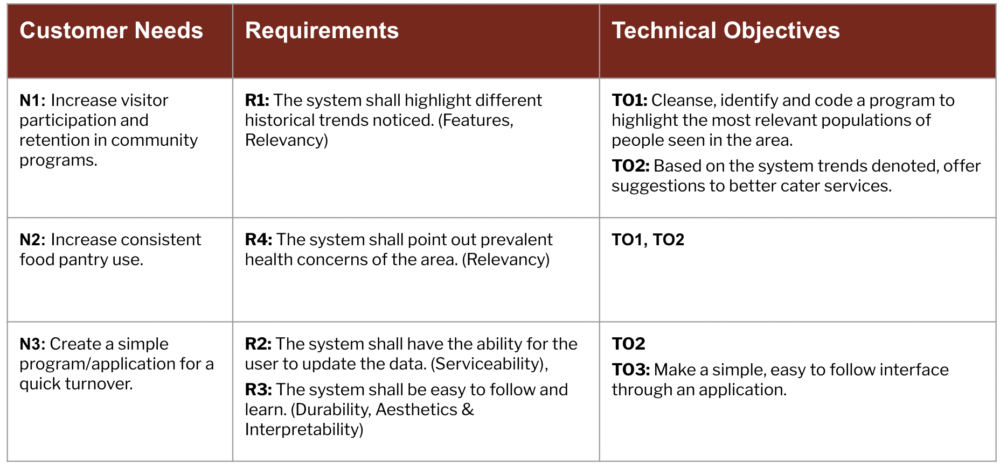 Customer Needs
Requirements
Technical Objectives
N1: Increase visitor
participation and
retention in community
programs.
R1: The system shall highlight different
historical trends noticed. (Features,
Relevancy)
TO1: Cleanse, identify and code a program to
highlight the most relevant populations of
people seen in the area.
TO2: Based on the system trends denoted, offer
suggestions to better cater services.
N2: Increase consistent
food pantry use.
R4: The system shall point out prevalent
health concerns of the area. (Relevancy)
TO1, TO2
N3: Create a simple
program/application for a
quick turnover.
R2: The system shall have the ability for the
user to update the data. (Serviceability),
R3: The system shall be easy to follow and
learn. (Durability, Aesthetics &
Interpretability)
TO2
TO3: Make a simple, easy to follow interface
through an application.